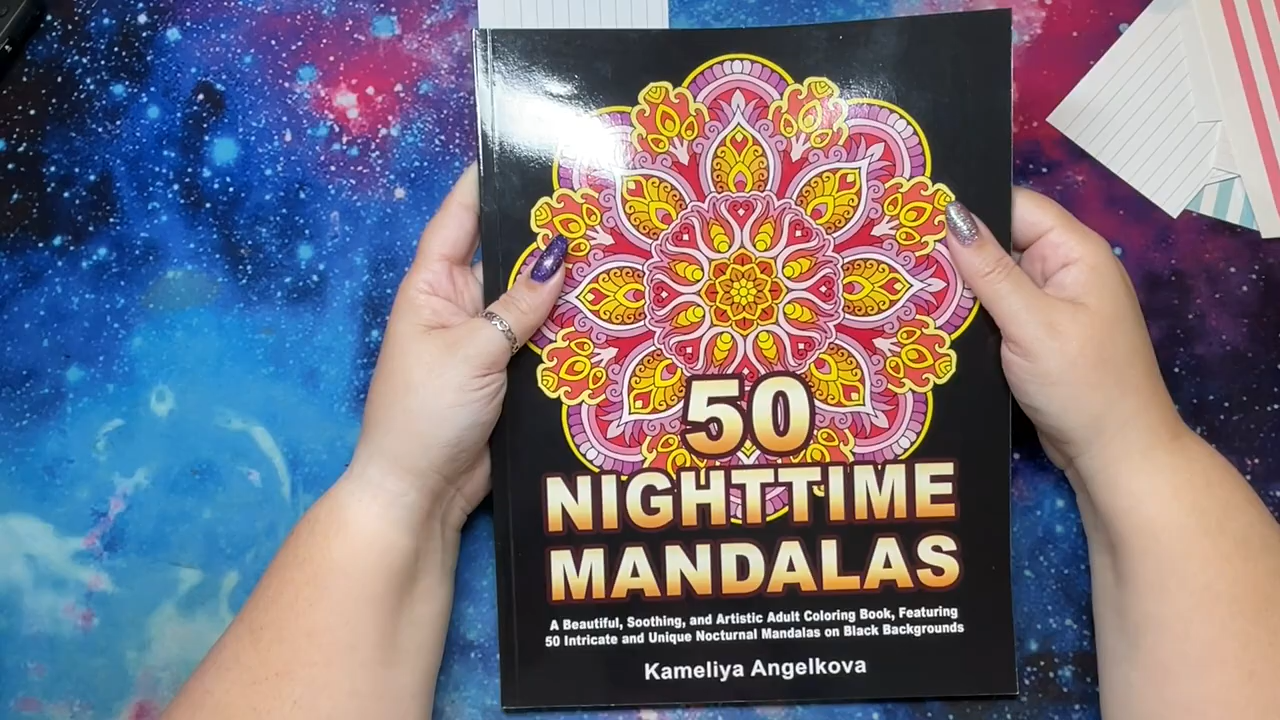 50
NIGHTTIME
MANDALAS
A Beautiful, Soothing, and Artistic Adult Coloring Book, Featuring
50 Intricate and Unique Nocturnal Mandalas on Black Backgrounds
Kameliya Angelkova